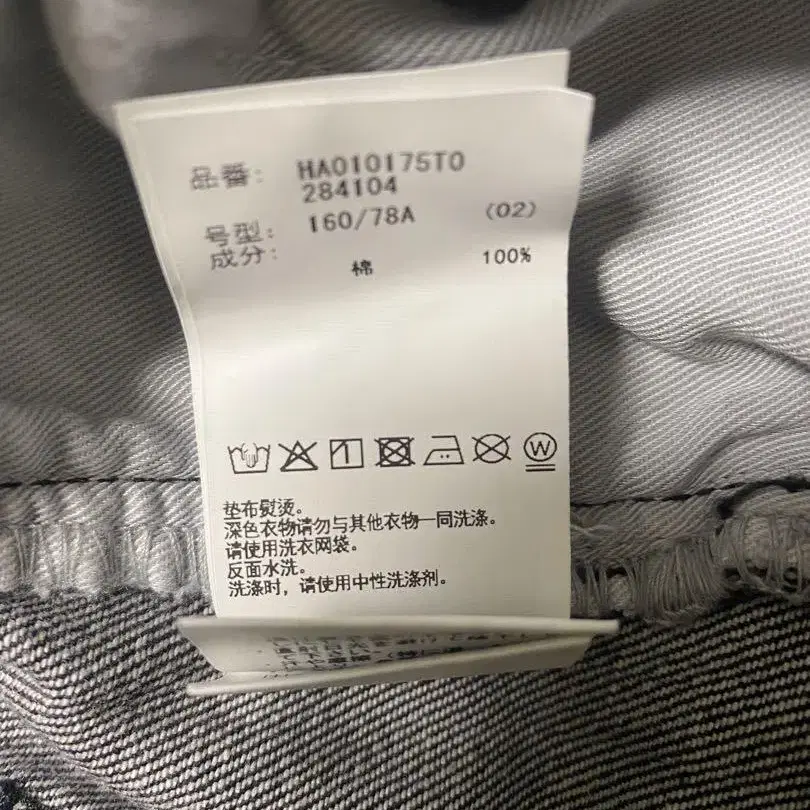 品番: HA010175T0
284104
号型: 160/78A (02)
成分: 棉 100%
W
垫布熨烫。
深色衣物请勿与其他衣物一同洗涤。
请使用洗衣网袋。
反面水洗。
洗涤时，请使用中性洗涤剂。